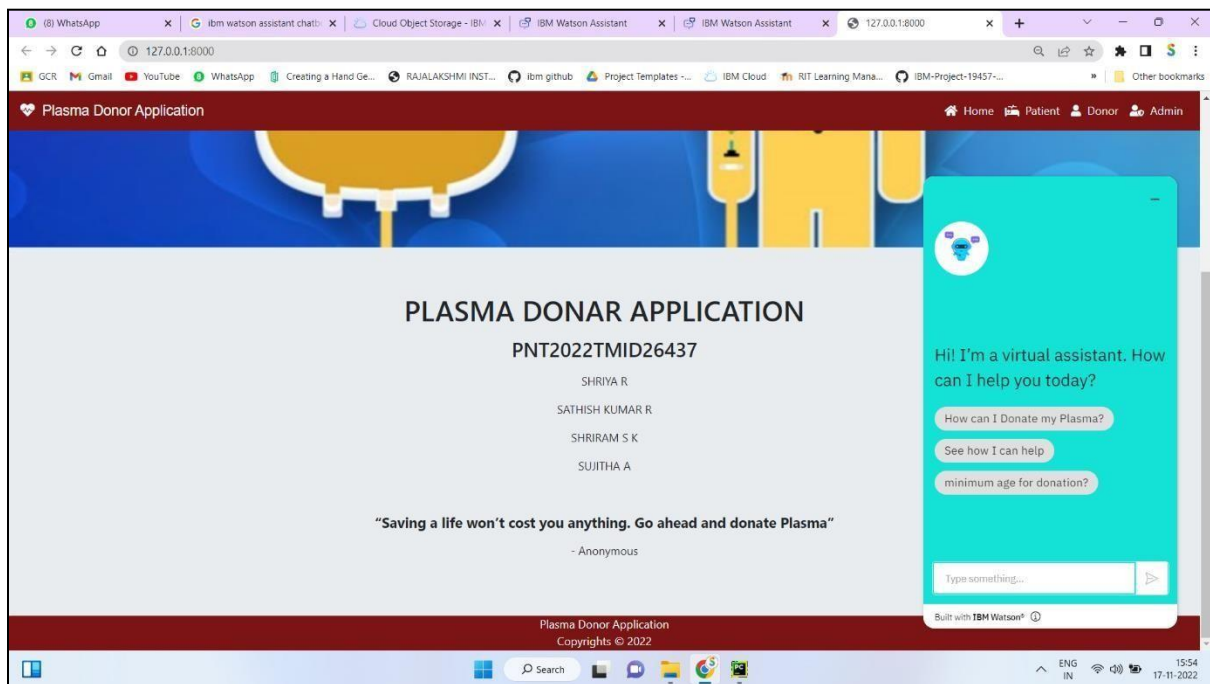 (8) WhatsApp
ibm watson assistant chatb
Cloud Object Storage - IBM
IBM Watson Assistant
IBM Watson Assistant
127.0.0.1:8000
127.0.0.1:8000
GCR
Gmail
YouTube
WhatsApp
Creating a Hand Ge...
RAJALAKSHMI INST...
ibm github
Project Templates -...
IBM Cloud
RIT Learning Mana...
IBM-Project-19457-...
»
Other bookmarks
Plasma Donor Application
Home
Patient
Donor
Admin
PLASMA DONAR APPLICATION
PNT2022TMID26437
SHRIYA R
SATHISH KUMAR R
SHRIRAM S K
SUJITHA A
“Saving a life won’t cost you anything. Go ahead and donate Plasma”
- Anonymous
Hi! I’m a virtual assistant. How
can I help you today?
How can I Donate my Plasma?
See how I can help
minimum age for donation?
Type something...
Built with IBM Watson®
Plasma Donor Application
Copyrights © 2022
Search
ENG
IN
15:54
17-11-2022